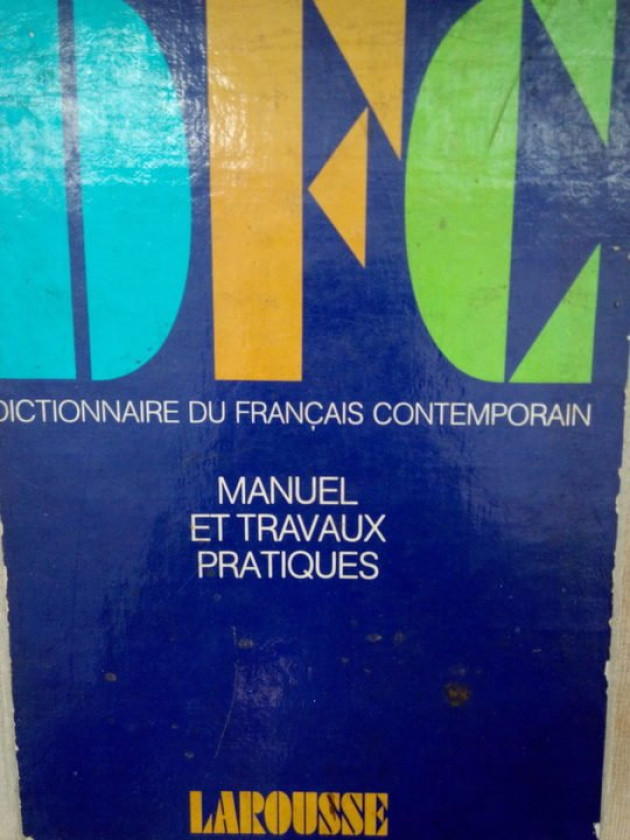 DFC
DICTIONNAIRE DU FRANÇAIS CONTEMPORAIN
MANUEL
ET TRAVAUX
PRATIQUES
LAROUSSE